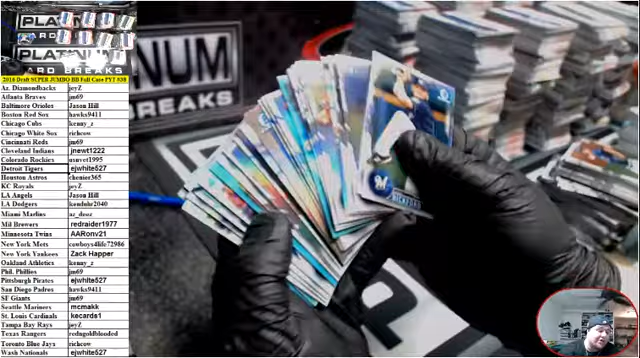 PLATINUM
CARD BREAKS
2016 Draft SUPER JUMBO BB Full Case PYT #38
Az. Diamondbacks joyZ
Atlanta Braves jm69
Baltimore Orioles Jason Hill
Boston Red Sox hawks9411
Chicago Cubs kenny_z
Chicago White Sox richcow
Cincinnati Reds jm69
Cleveland Indians jnewt1222
Colorado Rockies
Detroit Tigers ejwhite527
Houston Astros
KC Royals joyZ
LA Angels Jason Hill
LA Dodgers
Miami Marlins az_deuz
Mil Brewers redraider1977
Minnesota Twins AARonv21
New York Mets cowboys4life72986
New York Yankees Zack Happer
Oakland Athletics kenny_z
Phil. Phillies jm69
Pittsburgh Pirates ejwhite527
San Diego Padres hawks9411
SF Giants jm69
Seattle Mariners mcmakk
St. Louis Cardinals kecards1
Tampa Bay Rays joyZ
Texas Rangers redngoldblooded
Toronto Blue Jays richcow
Wash Nationals ejwhite527
NUM
BREAKS
BICKFORD